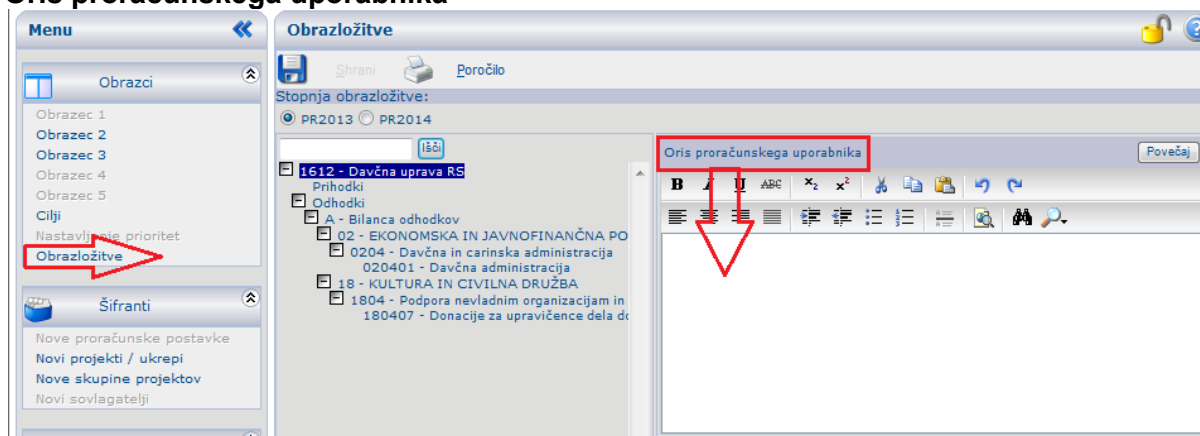 Oris proračunskega uporabnika
Menu
Obrazci
Obrazec 1
Obrazec 2
Obrazec 3
Obrazec 4
Obrazec 5
Cilji
Nastavljanje prioritet
Obrazložitve
Šifranti
Nove proračunske postavke
Novi projekti / ukrepi
Nove skupine projektov
Novi sovlagatelji
Obrazložitve
Shrani Poročilo
Stopnja obrazložitve:
PR2013 PR2014
Išči
1612 - Davčna uprava RS
Prihodki
Odhodki
A - Bilanca odhodkov
02 - EKONOMSKA IN JAVNOFINANČNA PO
0204 - Davčna in carinska administracija
020401 - Davčna administracija
18 - KULTURA IN CIVILNA DRUŽBA
1804 - Podpora nevladnim organizacijam in
180407 - Donacije za upravičence dela do
Oris proračunskega uporabnika Povečaj
B I U ABC x₂ x²